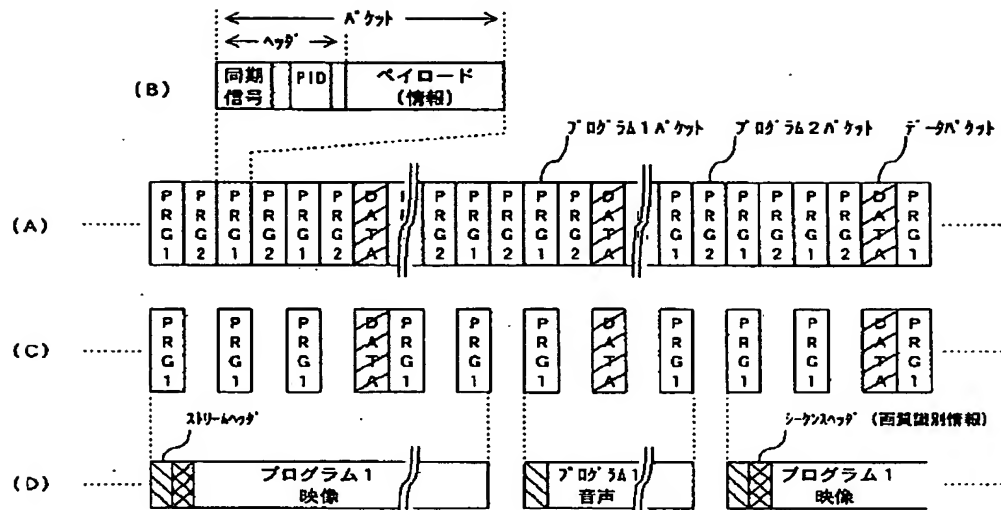 パケット
ヘッダ
(B)
同期信号
PID
ペイロード
(情報)
プログラム1パケット
プログラム2パケット
データパケット
(A)
PRG1
PRG2
PRG1
PRG2
PRG1
PRG2
DATA
PRG2
PRG1
PRG2
PRG1
PRG2
DATA
PRG1
PRG2
PRG1
PRG2
PRG1
PRG2
DATA
PRG1
(C)
PRG1
PRG1
PRG1
DATA
PRG1
PRG1
PRG1
DATA
PRG1
PRG1
PRG1
DATA
PRG1
ストリームヘッダ
シーケンスヘッダ (画質識別情報)
(D)
プログラム1
映像
プログラム1
音声
プログラム1
映像